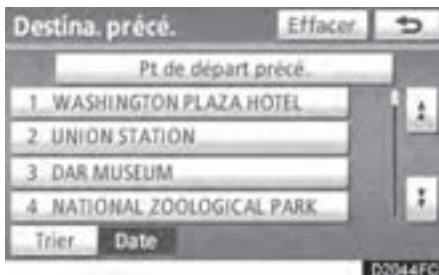 Destina. précé. Effacer
Pt de départ précé.
1 WASHINGTON PLAZA HOTEL
2 UNION STATION
3 DAR MUSEUM
4 NATIONAL ZOOLOGICAL PARK
Trier Date
D2044FC